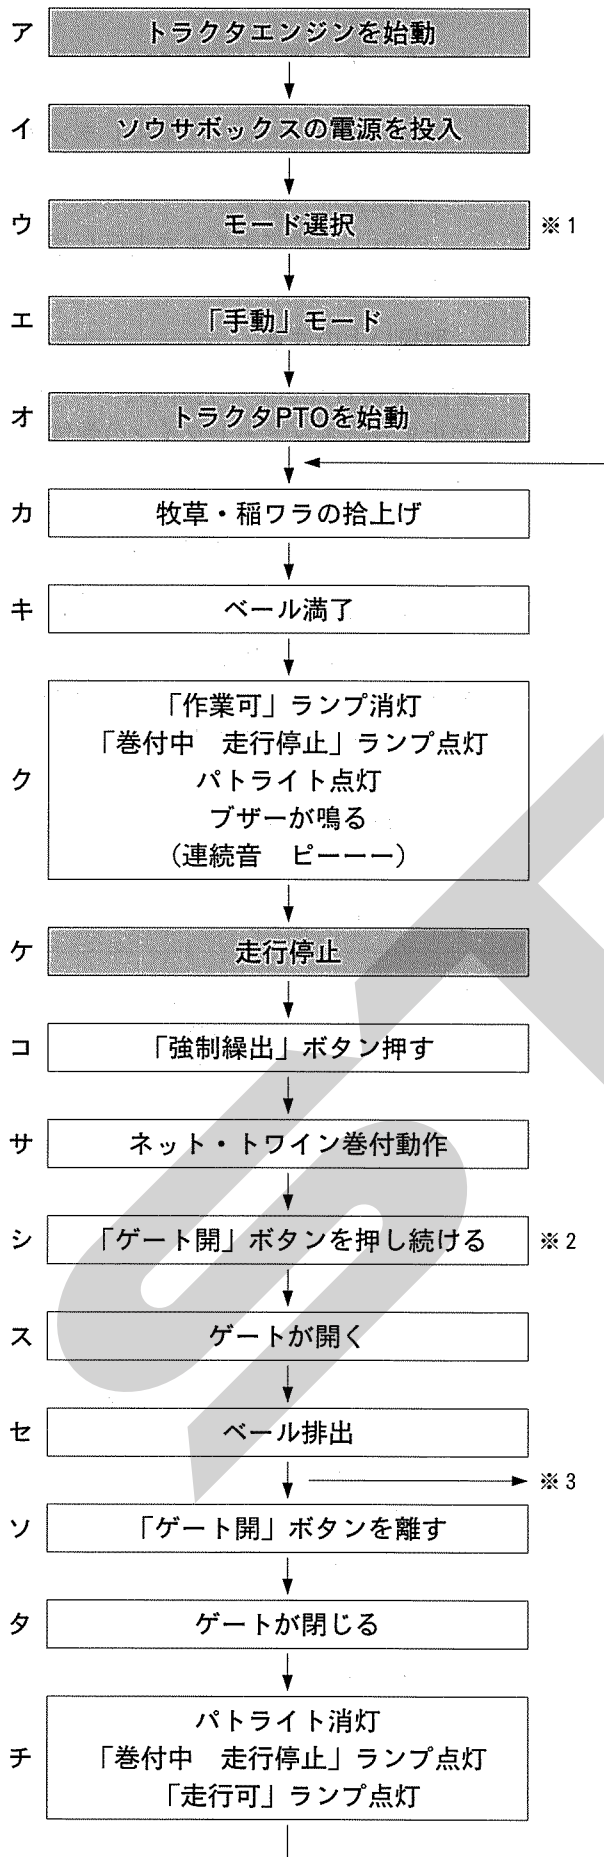 ア トラクタエンジンを始動
イ ソウサボックスの電源を投入
ウ モード選択 ※1
エ 「手動」モード
オ トラクタPTOを始動
カ 牧草・稲ワラの拾上げ
キ ベール満了
「作業可」ランプ消灯
「巻付中 走行停止」ランプ点灯
ク パトライト点灯
ブザーが鳴る
(連続音 ピーーー)
ケ 走行停止
コ 「強制繰出」ボタン押す
サ ネット・トワイン巻付動作
シ 「ゲート開」ボタンを押し続ける ※2
ス ゲートが開く
セ ベール排出
※3
ソ 「ゲート開」ボタンを離す
タ ゲートが閉じる
パトライト消灯
チ 「巻付中 走行停止」ランプ点灯
「走行可」ランプ点灯